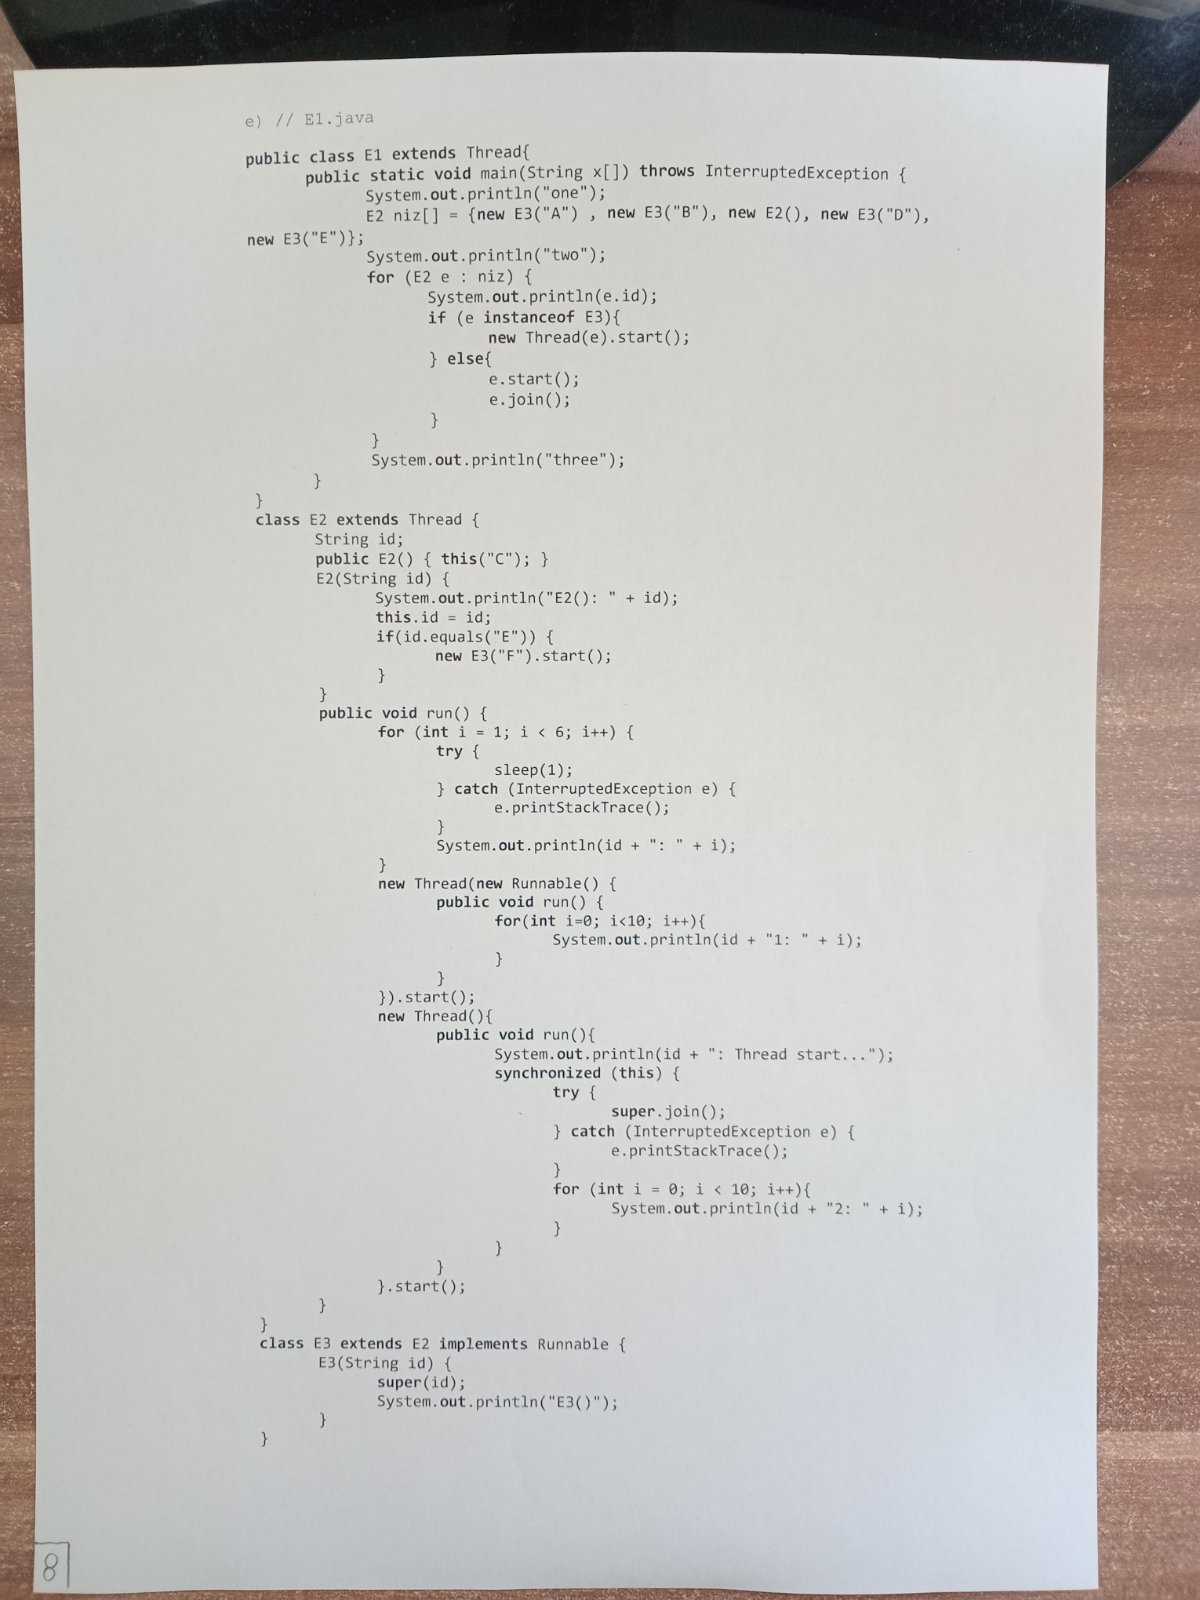 e) // E1.java
public class E1 extends Thread{
public static void main(String x[]) throws InterruptedException {
System.out.println("one");
E2 niz[] = {new E3("A") , new E3("B"), new E2(), new E3("D"),
new E3("E")};
System.out.println("two");
for (E2 e : niz) {
System.out.println(e.id);
if (e instanceof E3){
new Thread(e).start();
} else{
e.start();
e.join();
}
}
System.out.println("three");
}
}
class E2 extends Thread {
String id;
public E2() { this("C"); }
E2(String id) {
System.out.println("E2(): " + id);
this.id = id;
if(id.equals("E")) {
new E3("F").start();
}
}
public void run() {
for (int i = 1; i < 6; i++) {
try {
sleep(1);
} catch (InterruptedException e) {
e.printStackTrace();
}
System.out.println(id + ": " + i);
}
new Thread(new Runnable() {
public void run() {
for(int i=0; i<10; i++){
System.out.println(id + "1: " + i);
}
}
}).start();
new Thread(){
public void run(){
System.out.println(id + ": Thread start...");
synchronized (this) {
try {
super.join();
} catch (InterruptedException e) {
e.printStackTrace();
}
for (int i = 0; i < 10; i++){
System.out.println(id + "2: " + i);
}
}
}
}.start();
}
}
class E3 extends E2 implements Runnable {
E3(String id) {
super(id);
System.out.println("E3()");
}
}
8